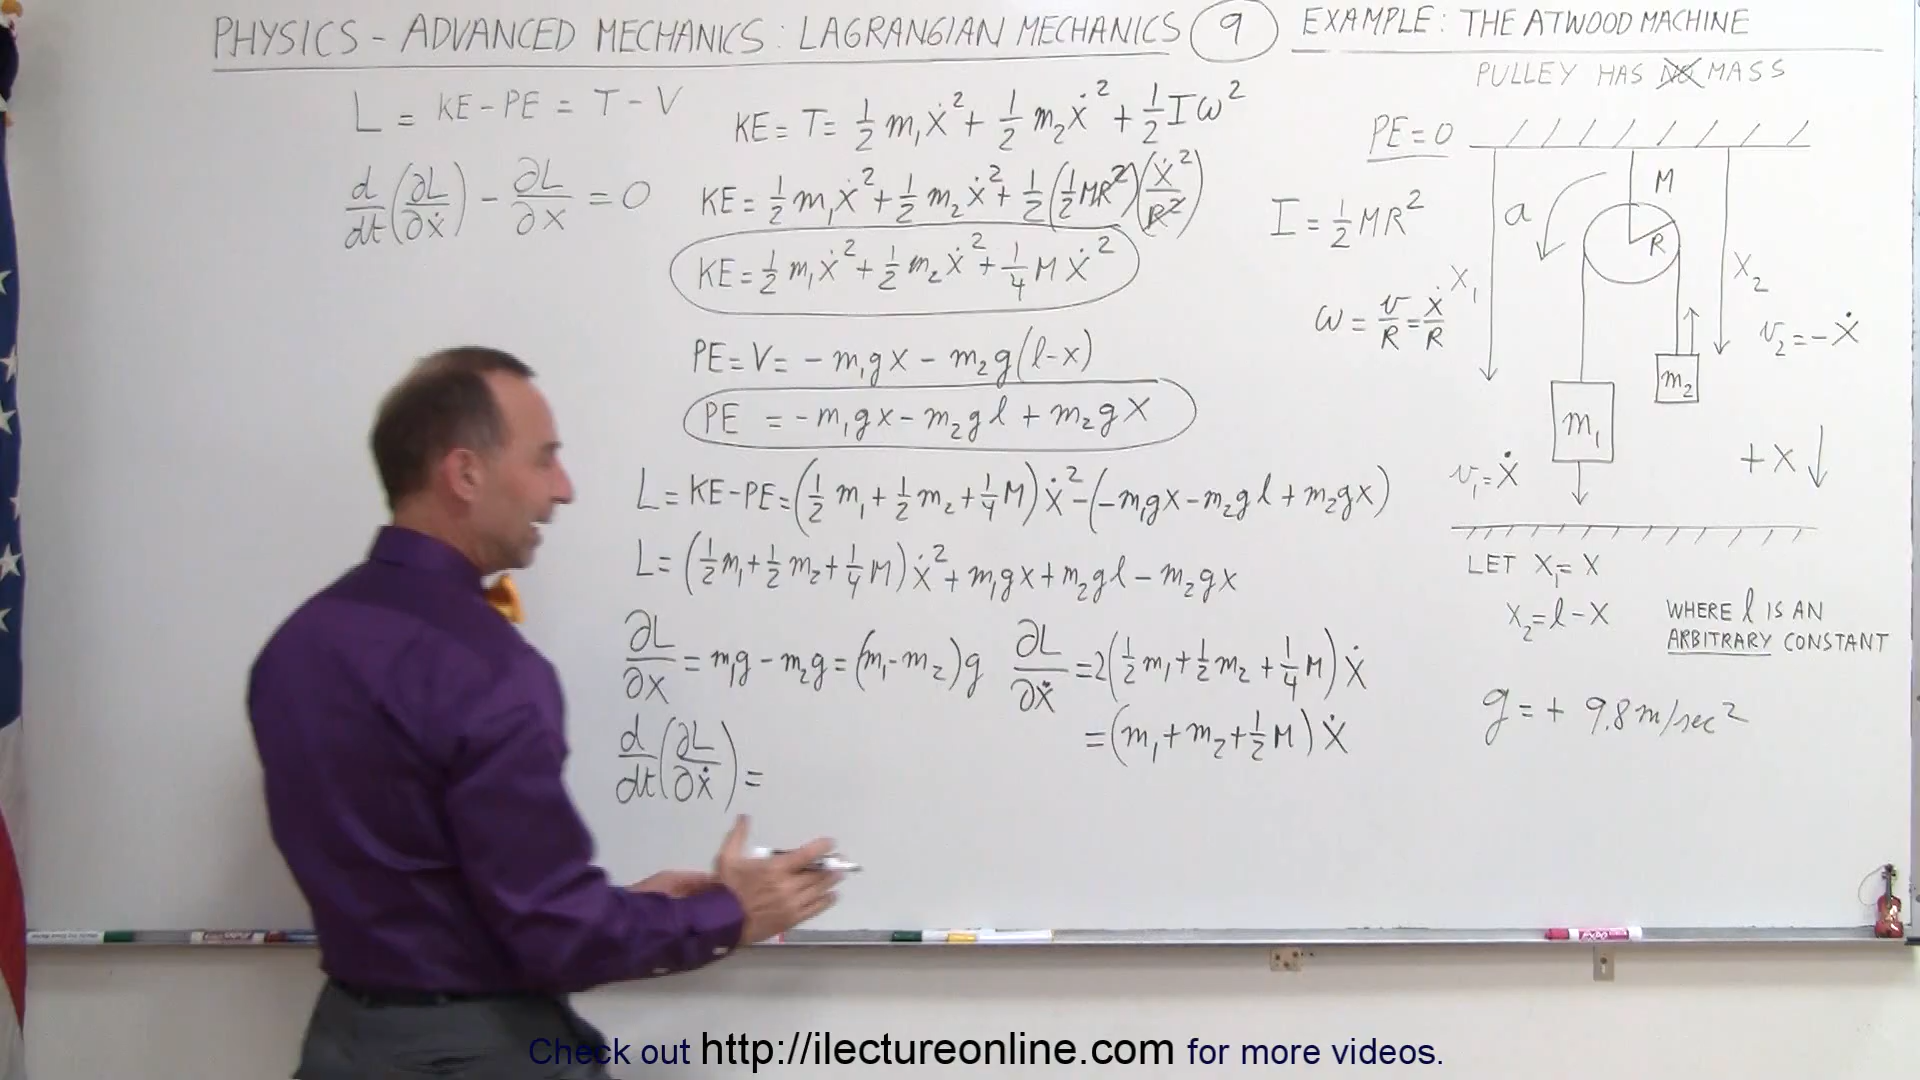 PHYSICS - ADVANCED MECHANICS: LAGRANGIAN MECHANICS 9 EXAMPLE: THE ATWOOD MACHINE
PULLEY HAS NO MASS
L = KE-PE = T - V
d/dt(∂L/∂ẋ) - ∂L/∂x = 0
KE = T = 1/2 m₁ẋ² + 1/2 m₂ẋ² + 1/2 Iω²
KE = 1/2 m₁ẋ² + 1/2 m₂ẋ² + 1/2(1/2 MR²)(ẋ²/R²)
KE = 1/2 m₁ẋ² + 1/2 m₂ẋ² + 1/4 Mẋ²
PE = V = -m₁gx - m₂g(l-x)
PE = -m₁gx - m₂gl + m₂gx
L = KE-PE = (1/2 m₁ + 1/2 m₂ + 1/4 M)ẋ² - (-m₁gx - m₂gl + m₂gx)
L = (1/2 m₁ + 1/2 m₂ + 1/4 M)ẋ² + m₁gx + m₂gl - m₂gx
∂L/∂x = m₁g - m₂g = (m₁ - m₂)g
∂L/∂ẋ = 2(1/2 m₁ + 1/2 m₂ + 1/4 M)ẋ
= (m₁ + m₂ + 1/2 M)ẋ
d/dt(∂L/∂ẋ) =
PE = 0
I = 1/2 MR²
ω = v/R = ẋ/R
a
M
R
x₁
x₂
v₂ = -ẋ
m₂
m₁
v₁ = ẋ
+x
LET x₁ = x
x₂ = l - x
WHERE l IS AN
ARBITRARY CONSTANT
g = + 9.8 m/sec²
EXPO
Check out http://ilectureonline.com for more videos.